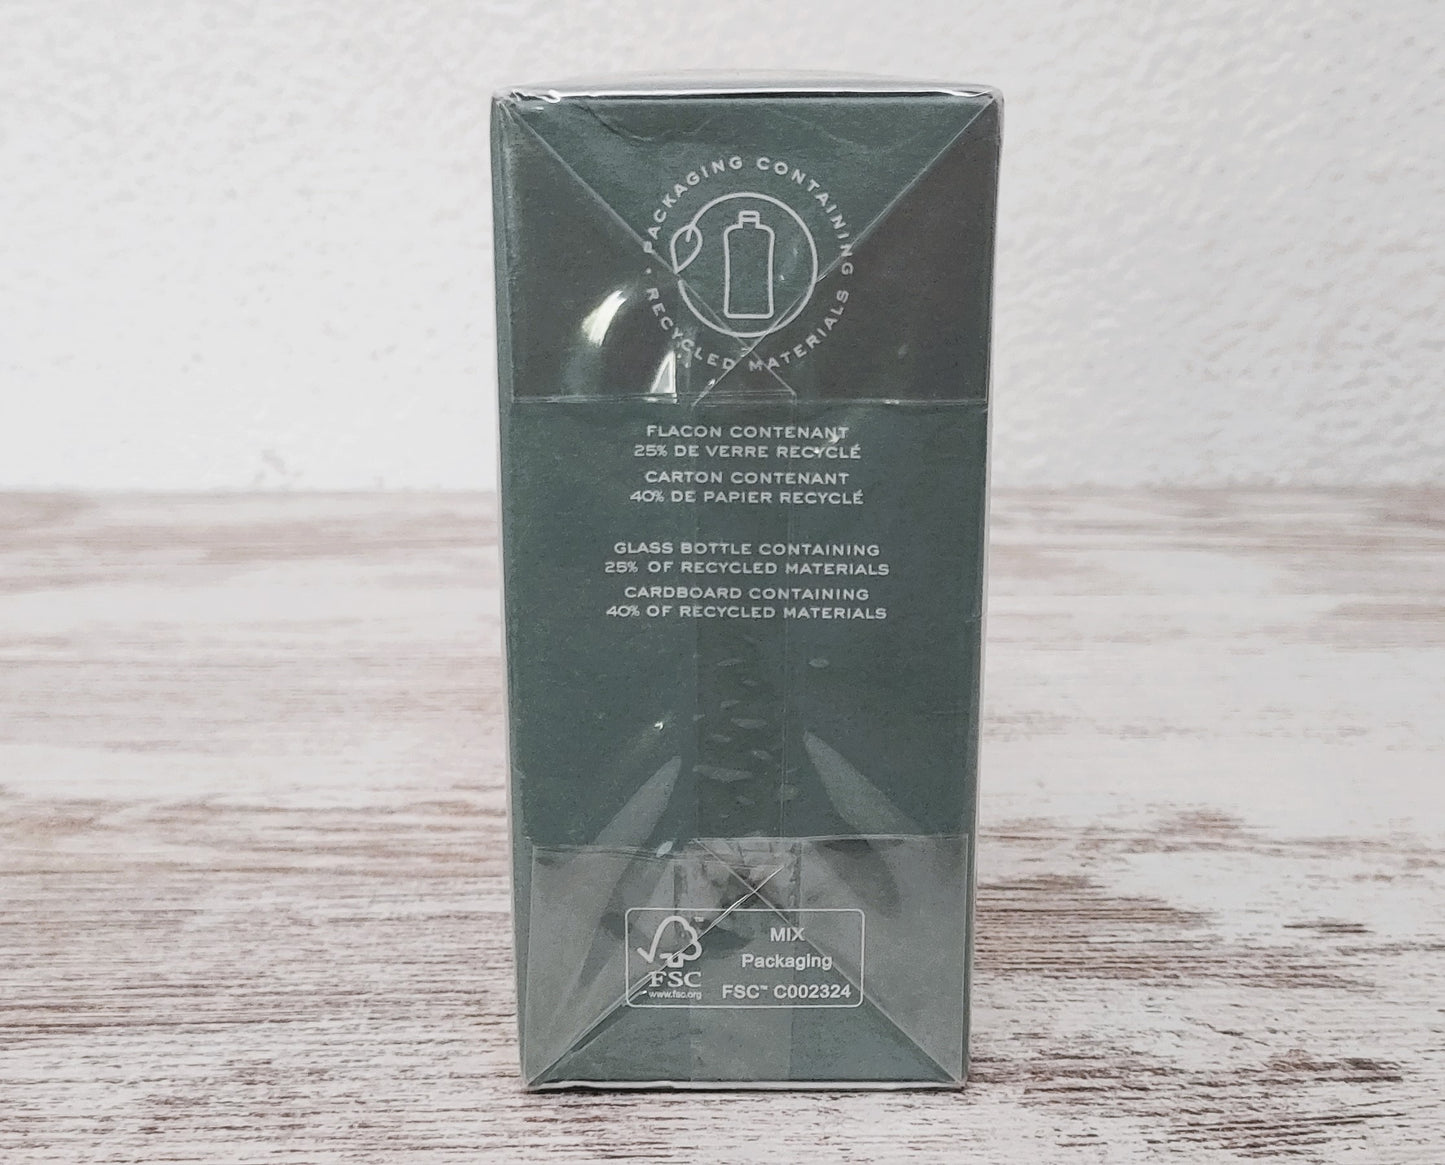 PACKAGING CONTAINING
• RECYCLED MATERIALS
FLACON CONTENANT
25% DE VERRE RECYCLÉ
CARTON CONTENANT
40% DE PAPIER RECYCLÉ
GLASS BOTTLE CONTAINING
25% OF RECYCLED MATERIALS
CARDBOARD CONTAINING
40% OF RECYCLED MATERIALS
FSC
www.fsc.org
MIX
Packaging
FSC™ C002324